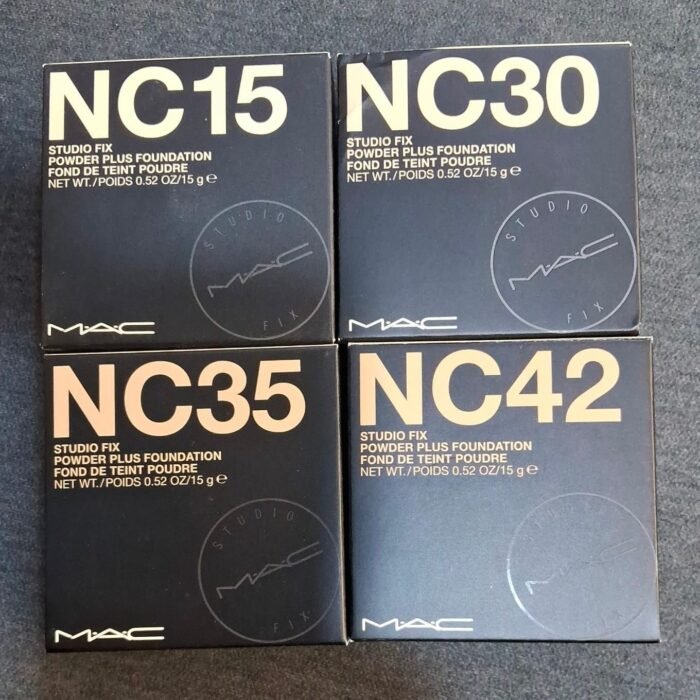 NC15
STUDIO FIX
POWDER PLUS FOUNDATION
FOND DE TEINT POUDRE
NET WT./POIDS 0.52 OZ/15 g ℮
STUDIO
MAC
FIX
M·A·C
NC30
STUDIO FIX
POWDER PLUS FOUNDATION
FOND DE TEINT POUDRE
NET WT./POIDS 0.52 OZ/15 g ℮
STUDIO
MAC
FIX
M·A·C
NC35
STUDIO FIX
POWDER PLUS FOUNDATION
FOND DE TEINT POUDRE
NET WT./POIDS 0.52 OZ/15 g ℮
STUDIO
MAC
FIX
M·A·C
NC42
STUDIO FIX
POWDER PLUS FOUNDATION
FOND DE TEINT POUDRE
NET WT./POIDS 0.52 OZ/15 g ℮
STUDIO
MAC
FIX
M·A·C